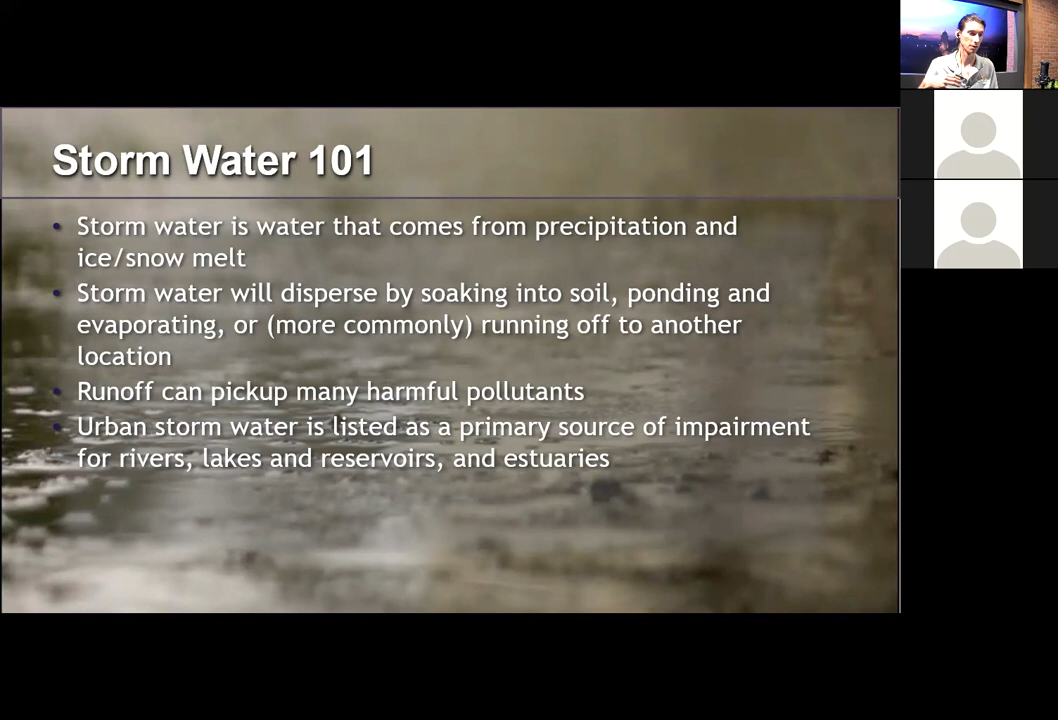 Storm Water 101
• Storm water is water that comes from precipitation and
ice/snow melt
• Storm water will disperse by soaking into soil, ponding and
evaporating, or (more commonly) running off to another
location
• Runoff can pickup many harmful pollutants
• Urban storm water is listed as a primary source of impairment
for rivers, lakes and reservoirs, and estuaries